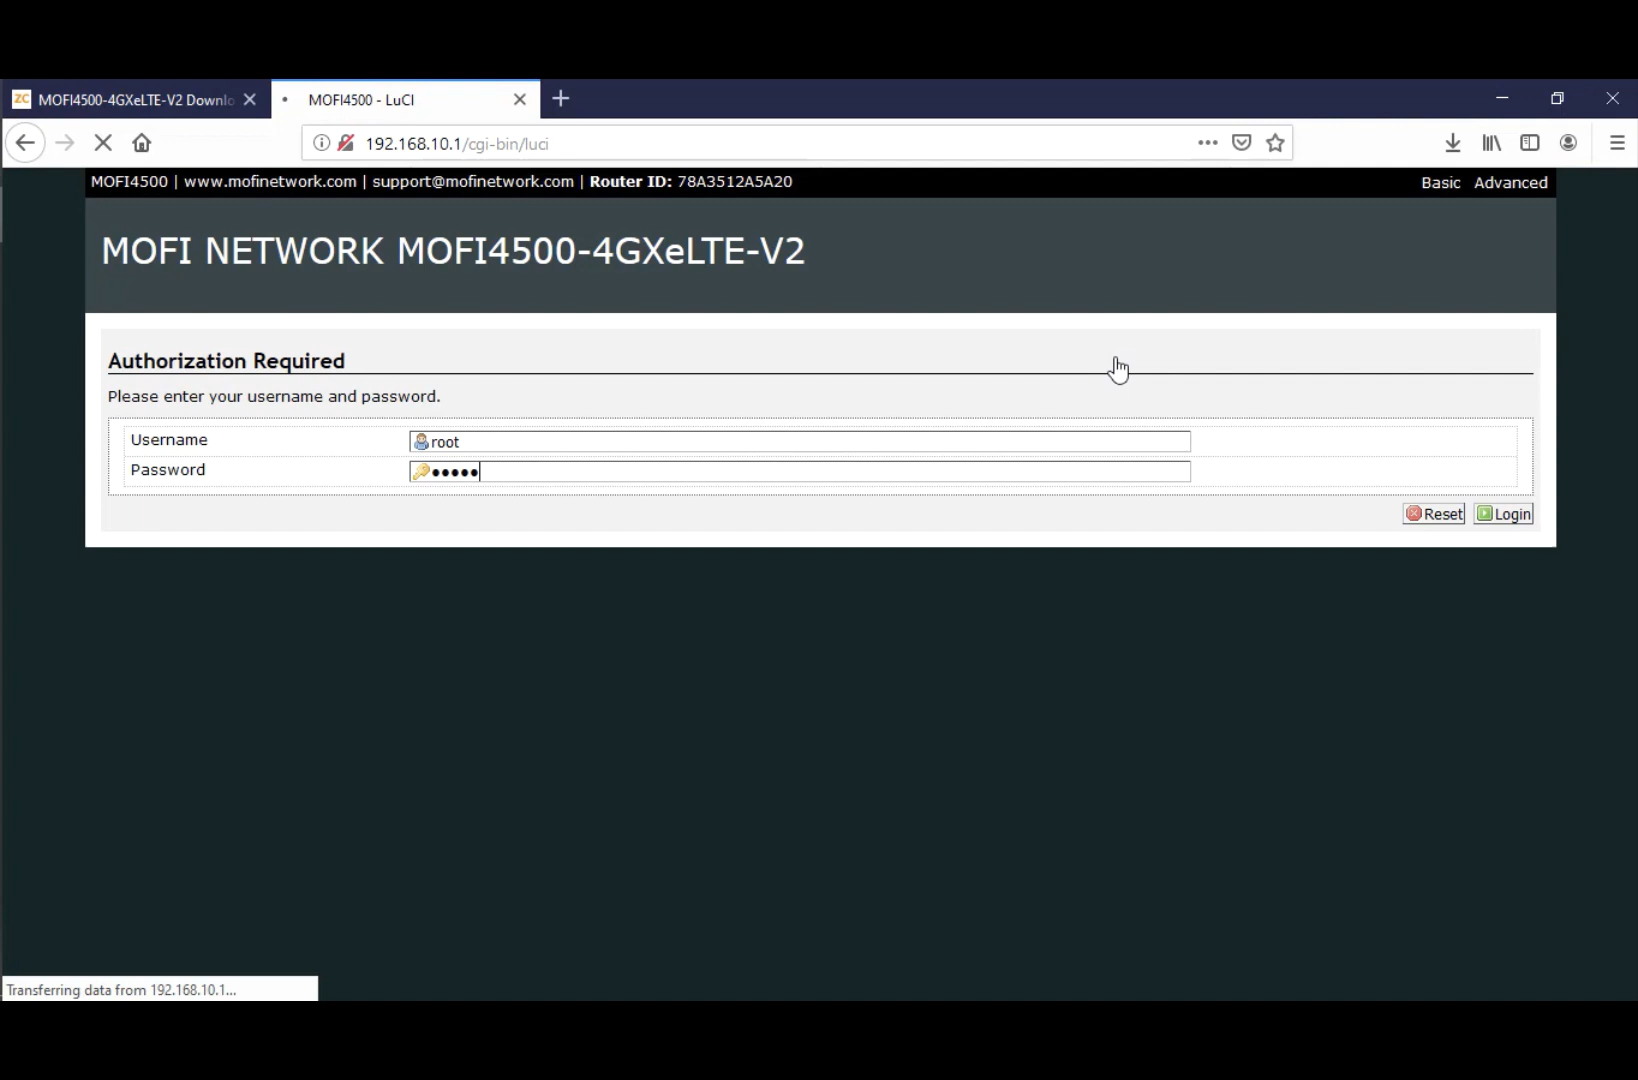 ZC MOFI4500-4GXeLTE-V2 Downlo
MOFI4500 - LuCI
192.168.10.1/cgi-bin/luci
MOFI4500 | www.mofinetwork.com | support@mofinetwork.com | Router ID: 78A3512A5A20
Basic Advanced
MOFI NETWORK MOFI4500-4GXeLTE-V2
Authorization Required
Please enter your username and password.
Username root
Password •••••
Reset Login
Transferring data from 192.168.10.1...